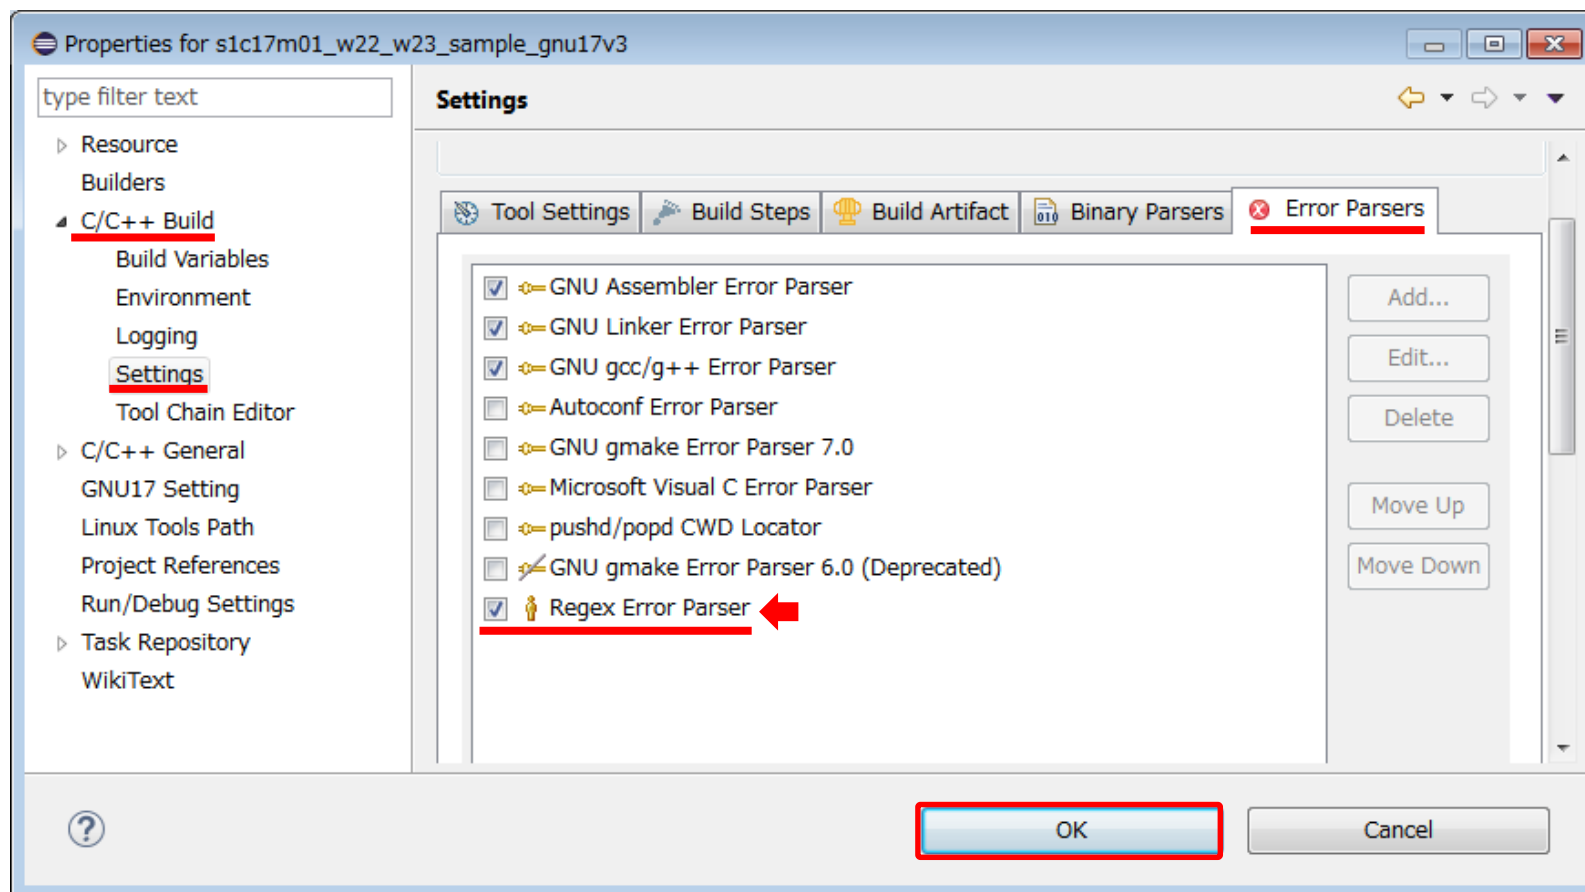 Properties for s1c17m01_w22_w23_sample_gnu17v3
type filter text
Settings
Resource
Builders
C/C++ Build
Build Variables
Environment
Logging
Settings
Tool Chain Editor
C/C++ General
GNU17 Setting
Linux Tools Path
Project References
Run/Debug Settings
Task Repository
WikiText
Tool Settings
Build Steps
Build Artifact
010
Binary Parsers
Error Parsers
GNU Assembler Error Parser
GNU Linker Error Parser
GNU gcc/g++ Error Parser
Autoconf Error Parser
GNU gmake Error Parser 7.0
Microsoft Visual C Error Parser
pushd/popd CWD Locator
GNU gmake Error Parser 6.0 (Deprecated)
Regex Error Parser
Add...
Edit...
Delete
Move Up
Move Down
?
OK
Cancel